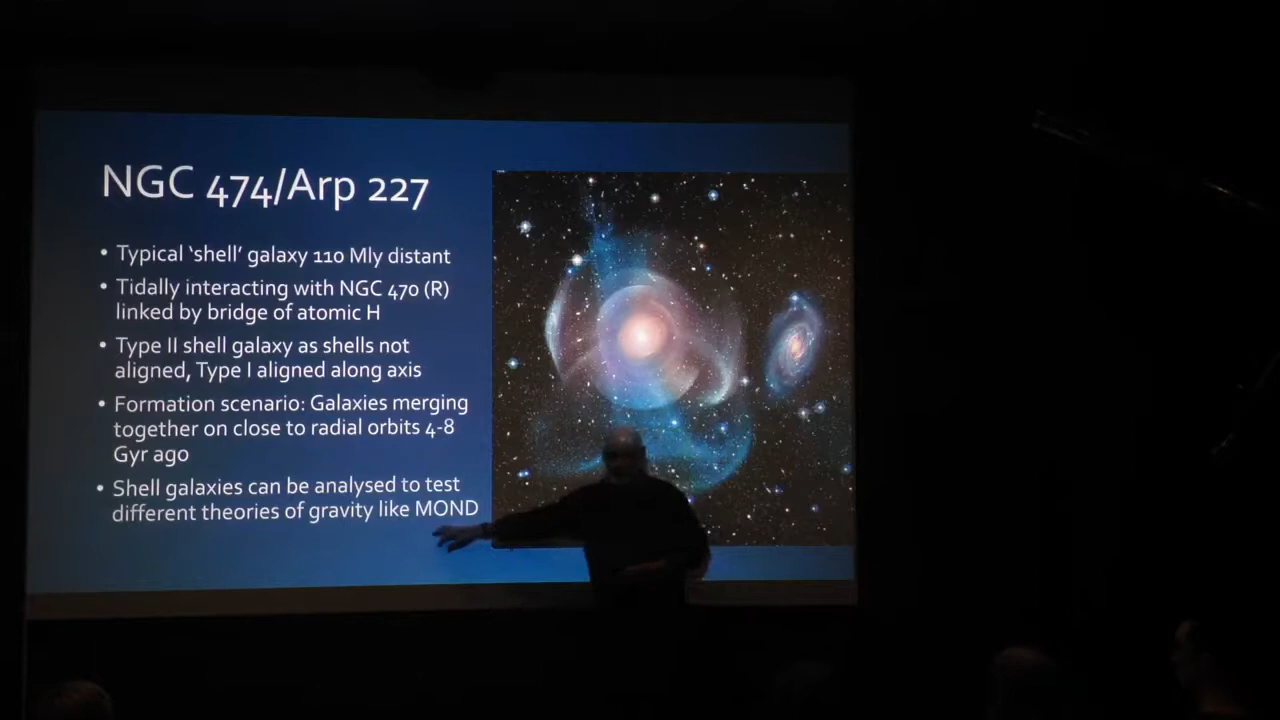 NGC 474/Arp 227
• Typical ‘shell’ galaxy 110 Mly distant
• Tidally interacting with NGC 470 (R)
linked by bridge of atomic H
• Type II shell galaxy as shells not
aligned, Type I aligned along axis
• Formation scenario: Galaxies merging
together on close to radial orbits 4-8
Gyr ago
• Shell galaxies can be analysed to test
different theories of gravity like MOND